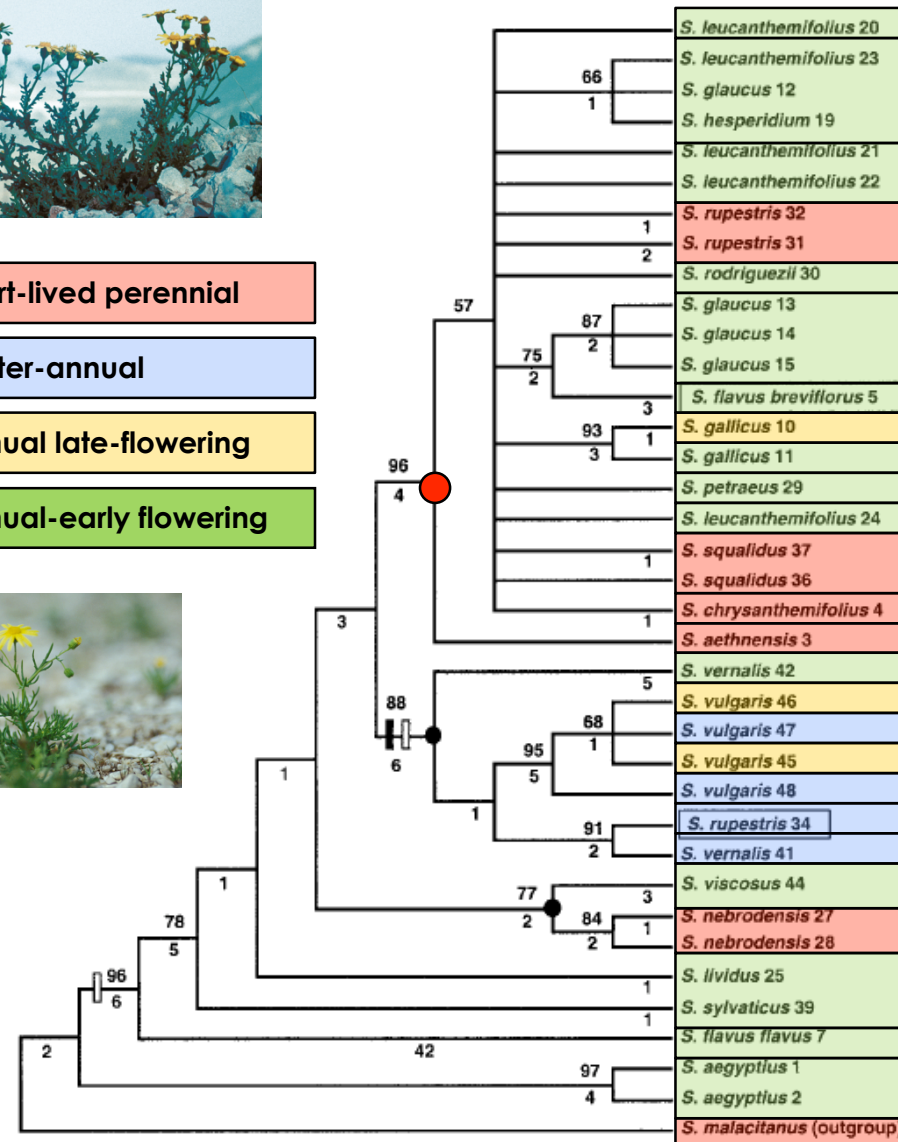 S. leucanthemifolius 20
S. leucanthemifolius 23
66
S. glaucus 12
1
S. hesperidium 19
S. leucanthemifolius 21
S. leucanthemifolius 22
S. rupestris 32
1
S. rupestris 31
2
S. rodriguezii 30
rt-lived perennial
ter-annual
nual late-flowering
nual-early flowering
57
S. glaucus 13
87
S. glaucus 14
2
75
S. glaucus 15
2
S. flavus breviflorus 5
3
S. gallicus 10
93
1
3
S. gallicus 11
96
S. petraeus 29
4
S. leucanthemifolius 24
S. squalidus 37
1
S. squalidus 36
S. chrysanthemifolius 4
1
3
S. aethnensis 3
S. vernalis 42
5
88
S. vulgaris 46
68
S. vulgaris 47
1
95
S. vulgaris 45
6
5
1
S. vulgaris 48
1
S. rupestris 34
91
2
S. vernalis 41
1
S. viscosus 44
77
3
2
84
S. nebrodensis 27
1
2
S. nebrodensis 28
78
5
S. lividus 25
96
1
6
S. sylvaticus 39
1
S. flavus flavus 7
2
42
97
S. aegyptius 1
4
S. aegyptius 2
S. malacitanus (outgroup